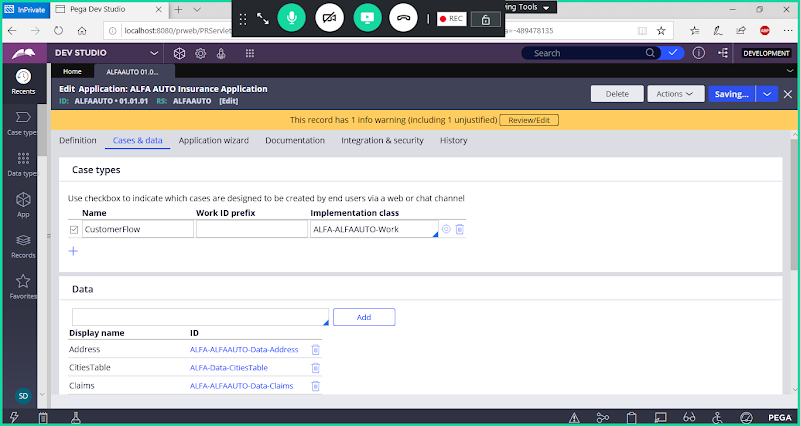 InPrivate
Pega Dev Studio
ving Tools
REC
localhost:8080/prweb/PRServlet
a=-489478135
ABP
DEV STUDIO
Search
DEVELOPMENT
Recents
Home
ALFAAUTO 01.0...
Edit Application: ALFA AUTO Insurance Application
ID: ALFAAUTO • 01.01.01 RS: ALFAAUTO [Edit]
Delete
Actions
Saving...
This record has 1 info warning (including 1 unjustified)
Review/Edit
Definition
Cases & data
Application wizard
Documentation
Integration & security
History
Case types
Data types
App
Records
Favorites
SD
Case types
Use checkbox to indicate which cases are designed to be created by end users via a web or chat channel
Name Work ID prefix Implementation class
CustomerFlow ALFA-ALFAAUTO-Work
Data
Add
Display name ID
Address ALFA-ALFAAUTO-Data-Address
CitiesTable ALFA-Data-CitiesTable
Claims ALFA-ALFAAUTO-Data-Claims
PEGA